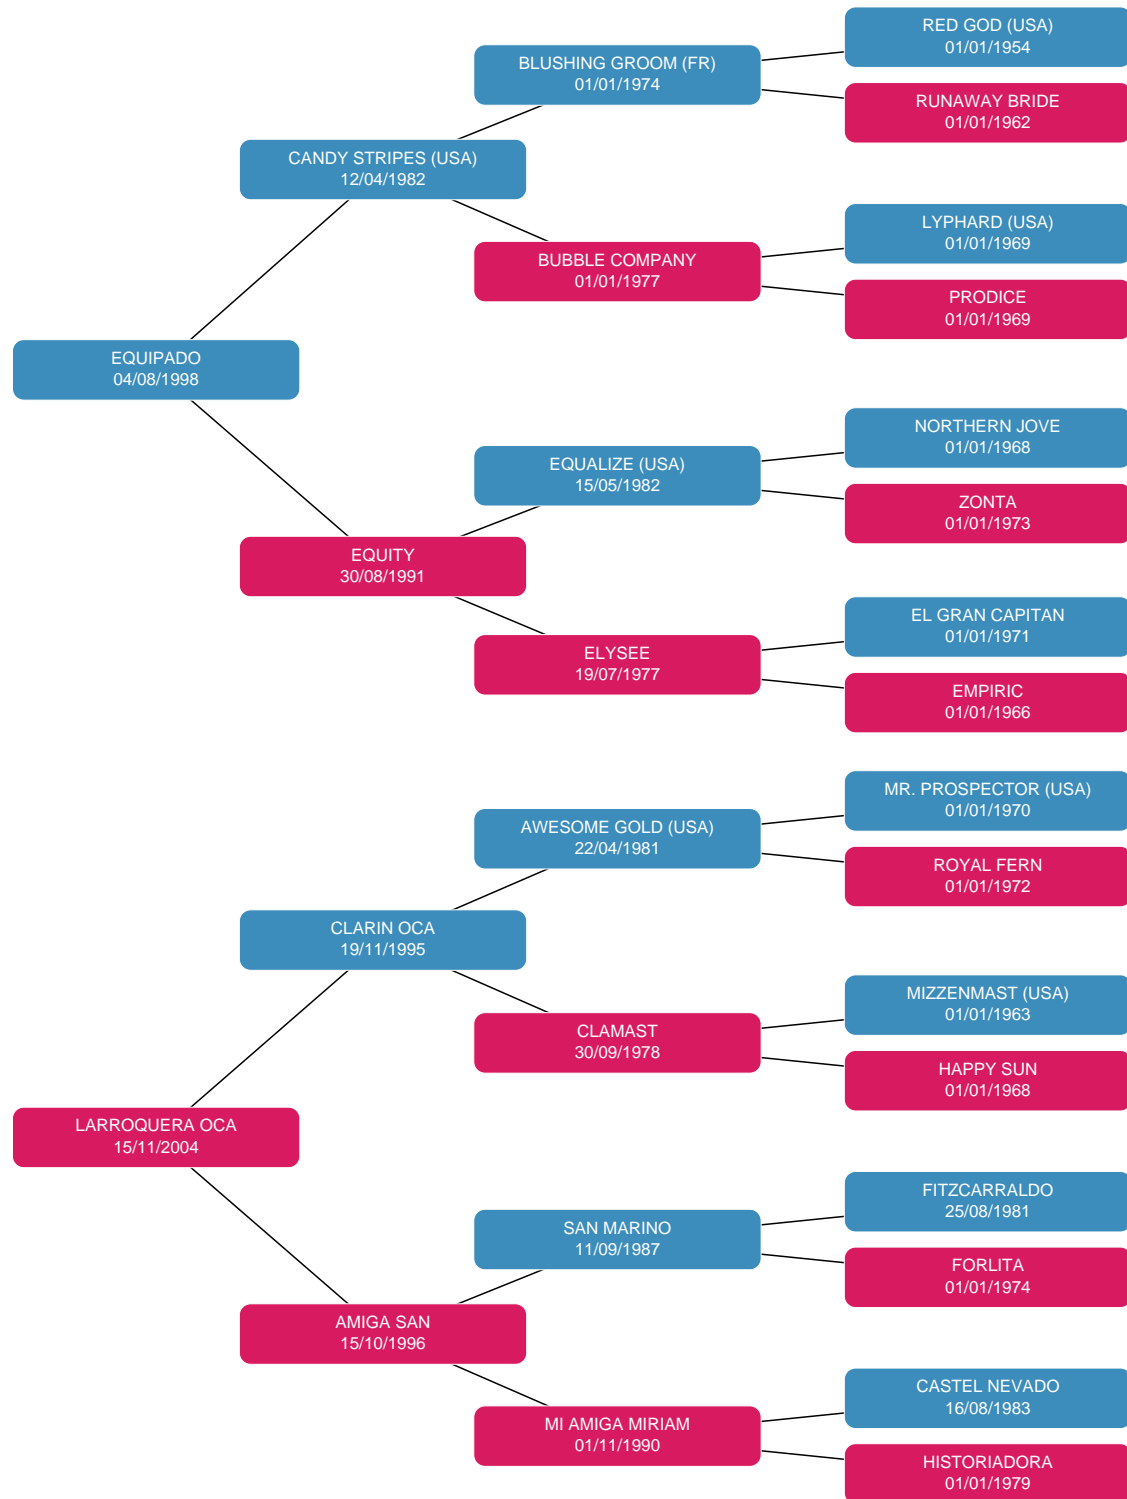 RED GOD (USA)
01/01/1954
BLUSHING GROOM (FR)
01/01/1974
RUNAWAY BRIDE
01/01/1962
CANDY STRIPES (USA)
12/04/1982
LYPHARD (USA)
01/01/1969
BUBBLE COMPANY
01/01/1977
PRODICE
01/01/1969
EQUIPADO
04/08/1998
NORTHERN JOVE
01/01/1968
EQUALIZE (USA)
15/05/1982
ZONTA
01/01/1973
EQUITY
30/08/1991
EL GRAN CAPITAN
01/01/1971
ELYSEE
19/07/1977
EMPIRIC
01/01/1966
MR. PROSPECTOR (USA)
01/01/1970
AWESOME GOLD (USA)
22/04/1981
ROYAL FERN
01/01/1972
CLARIN OCA
19/11/1995
MIZZENMAST (USA)
01/01/1963
CLAMAST
30/09/1978
HAPPY SUN
01/01/1968
LARROQUERA OCA
15/11/2004
FITZCARRALDO
25/08/1981
SAN MARINO
11/09/1987
FORLITA
01/01/1974
AMIGA SAN
15/10/1996
CASTEL NEVADO
16/08/1983
MI AMIGA MIRIAM
01/11/1990
HISTORIADORA
01/01/1979